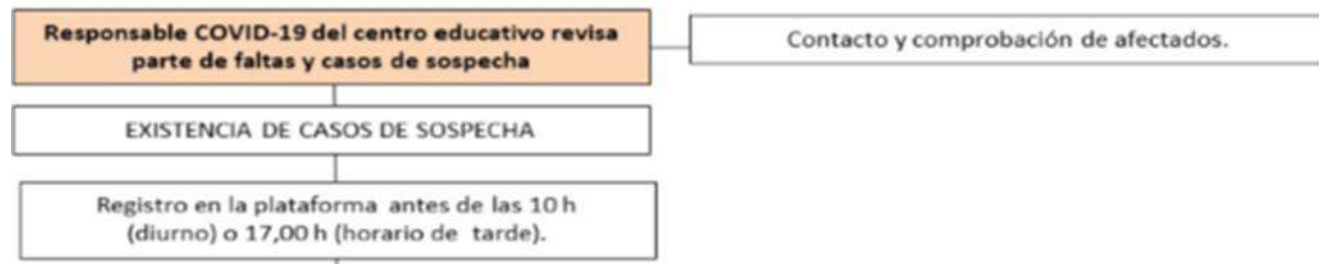 Responsable COVID-19 del centro educativo revisa
parte de faltas y casos de sospecha
Contacto y comprobación de afectados.
EXISTENCIA DE CASOS DE SOSPECHA
Registro en la plataforma antes de las 10 h
(diurno) o 17,00 h (horario de tarde).